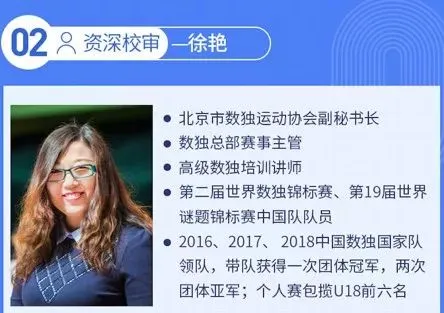 02 资深校审—徐艳
北京市数独运动协会副秘书长
数独总部赛事主管
高级数独培训讲师
第二届世界数独锦标赛、第19届世界
谜题锦标赛中国队队员
2016、2017、 2018中国数独国家队
领队，带队获得一次团体冠军，两次
团体亚军；个人赛包揽U18前六名